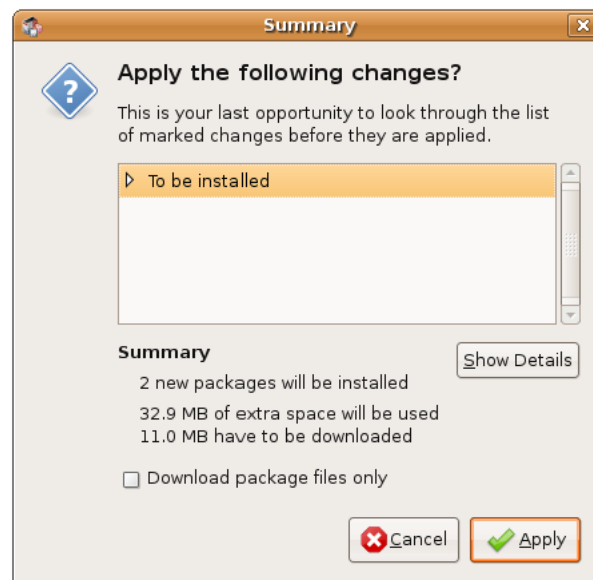 Summary
Apply the following changes?
This is your last opportunity to look through the list
of marked changes before they are applied.
To be installed
Summary
Show Details
2 new packages will be installed
32.9 MB of extra space will be used
11.0 MB have to be downloaded
Download package files only
Cancel
Apply